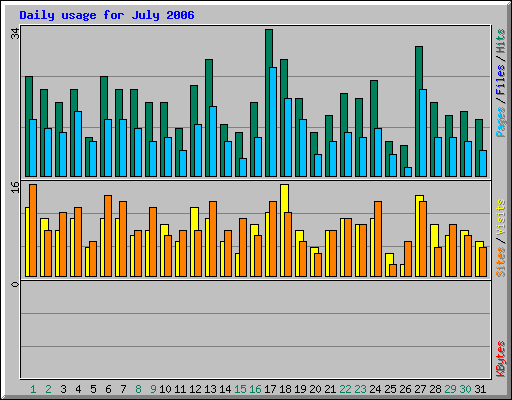 Daily usage for July 2006
34
16
0
Pages / Files / Hits
Sites / Visits
KBytes
1 2 3 4 5 6 7 8 9 10 11 12 13 14 15 16 17 18 19 20 21 22 23 24 25 26 27 28 29 30 31